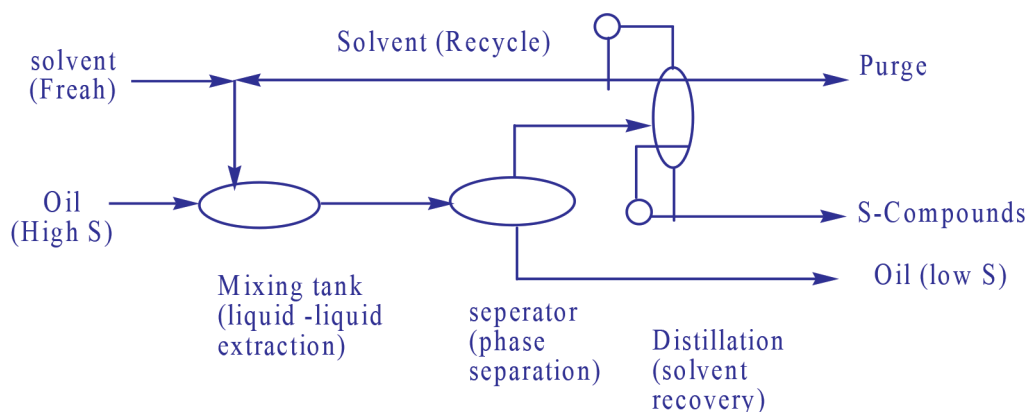 Solvent (Recycle)
solvent
(Freah)
Purge
Oil
(High S)
S-Compounds
Oil (low S)
Mixing tank
(liquid -liquid
extraction)
seperator
(phase
separation)
Distillation
(solvent
recovery)